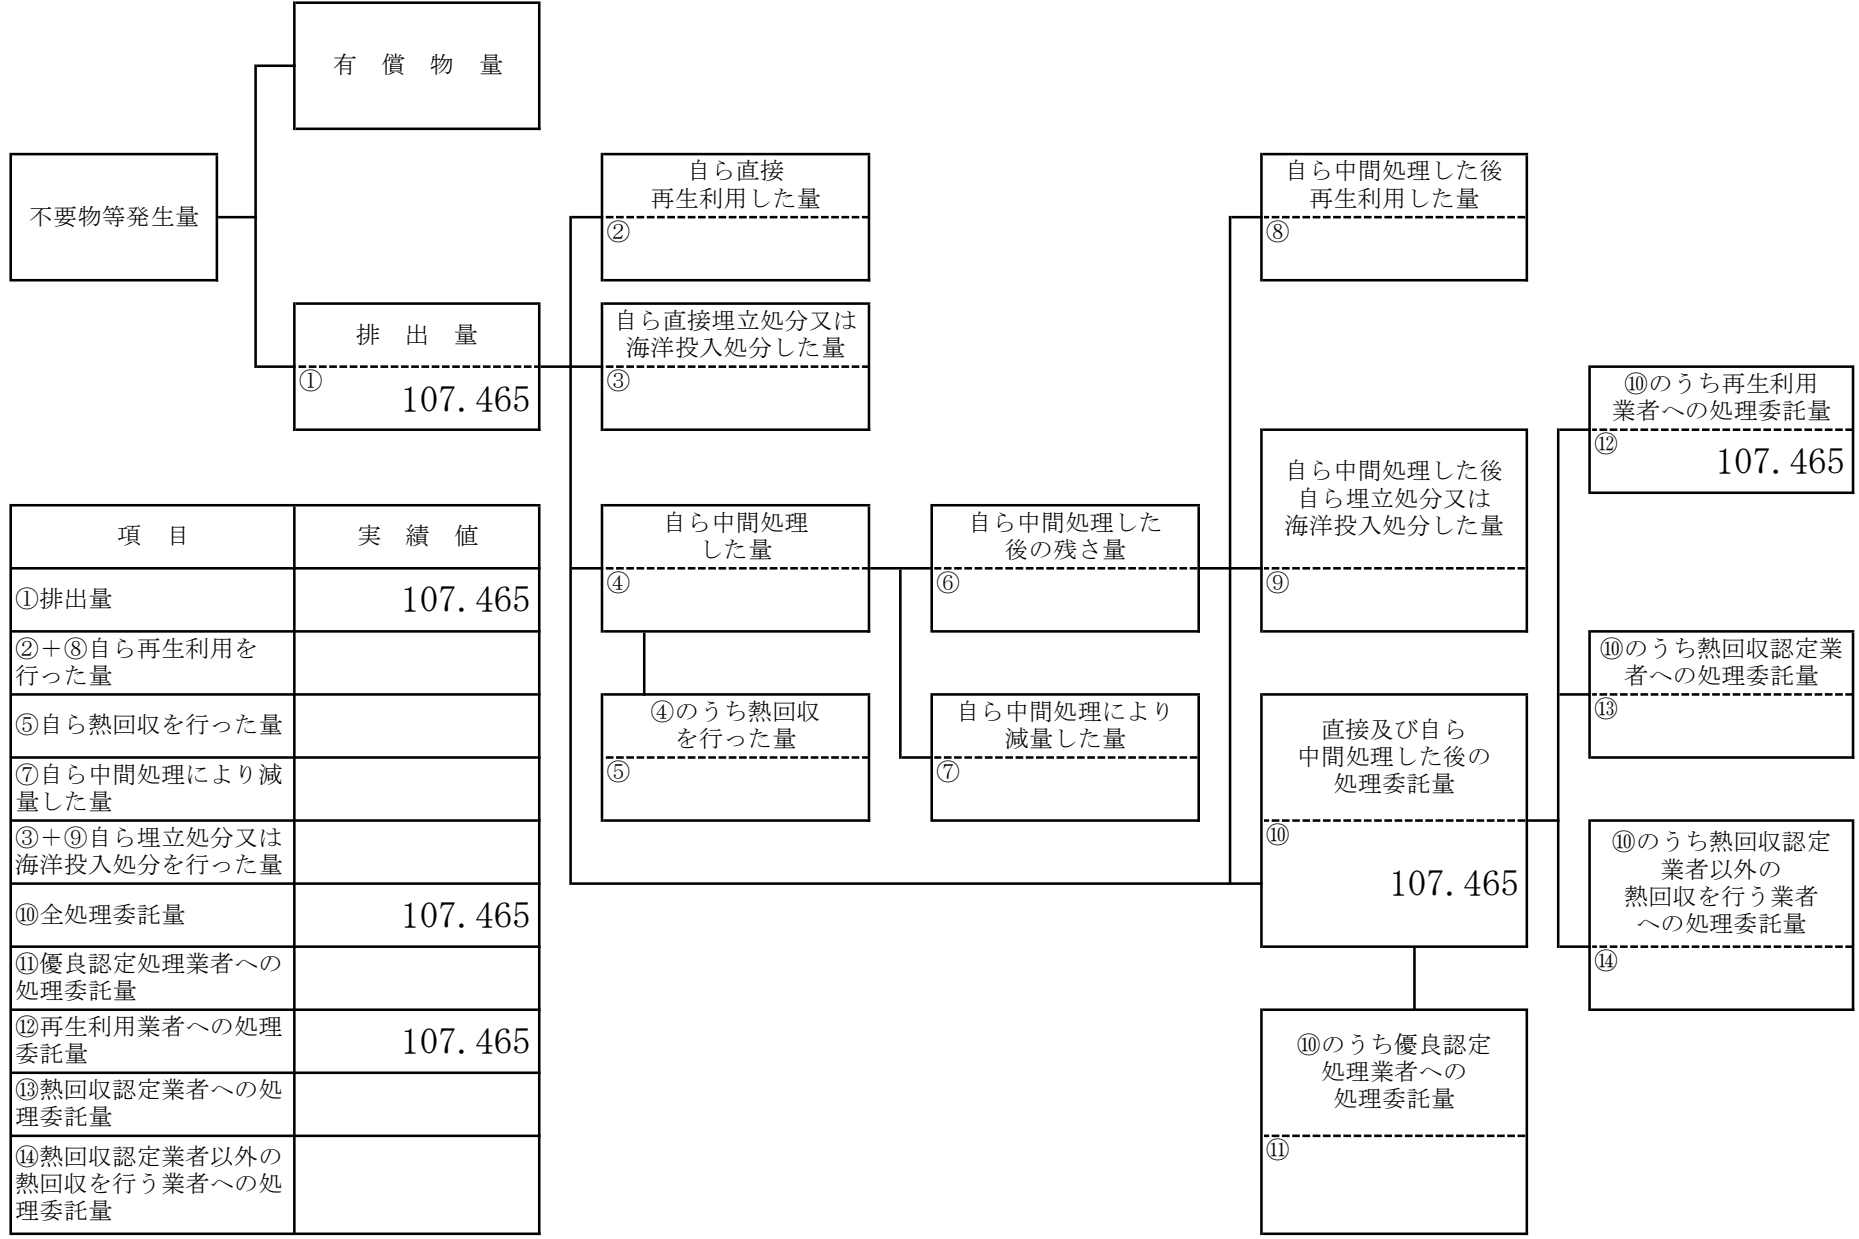 有 償 物 量
不要物等発生量
排 出 量
①
107.465
自ら直接
再生利用した量
②
自ら直接埋立処分又は
海洋投入処分した量
③
自ら中間処理
した量
④
④のうち熱回収
を行った量
⑤
自ら中間処理した
後の残さ量
⑥
自ら中間処理により
減量した量
⑦
自ら中間処理した後
再生利用した量
⑧
自ら中間処理した後
自ら埋立処分又は
海洋投入処分した量
⑨
直接及び自ら
中間処理した後の
処理委託量
⑩
107.465
⑩のうち優良認定
処理業者への
処理委託量
⑪
⑩のうち再生利用
業者への処理委託量
⑫
107.465
⑩のうち熱回収認定業
者への処理委託量
⑬
⑩のうち熱回収認定
業者以外の
熱回収を行う業者
への処理委託量
⑭
項 目 実 績 値
①排出量 107.465
②+⑧自ら再生利用を
行った量
⑤自ら熱回収を行った量
⑦自ら中間処理により減
量した量
③+⑨自ら埋立処分又は
海洋投入処分を行った量
⑩全処理委託量 107.465
⑪優良認定処理業者への
処理委託量
⑫再生利用業者への処理
委託量 107.465
⑬熱回収認定業者への処
理委託量
⑭熱回収認定業者以外の
熱回収を行う業者への処
理委託量